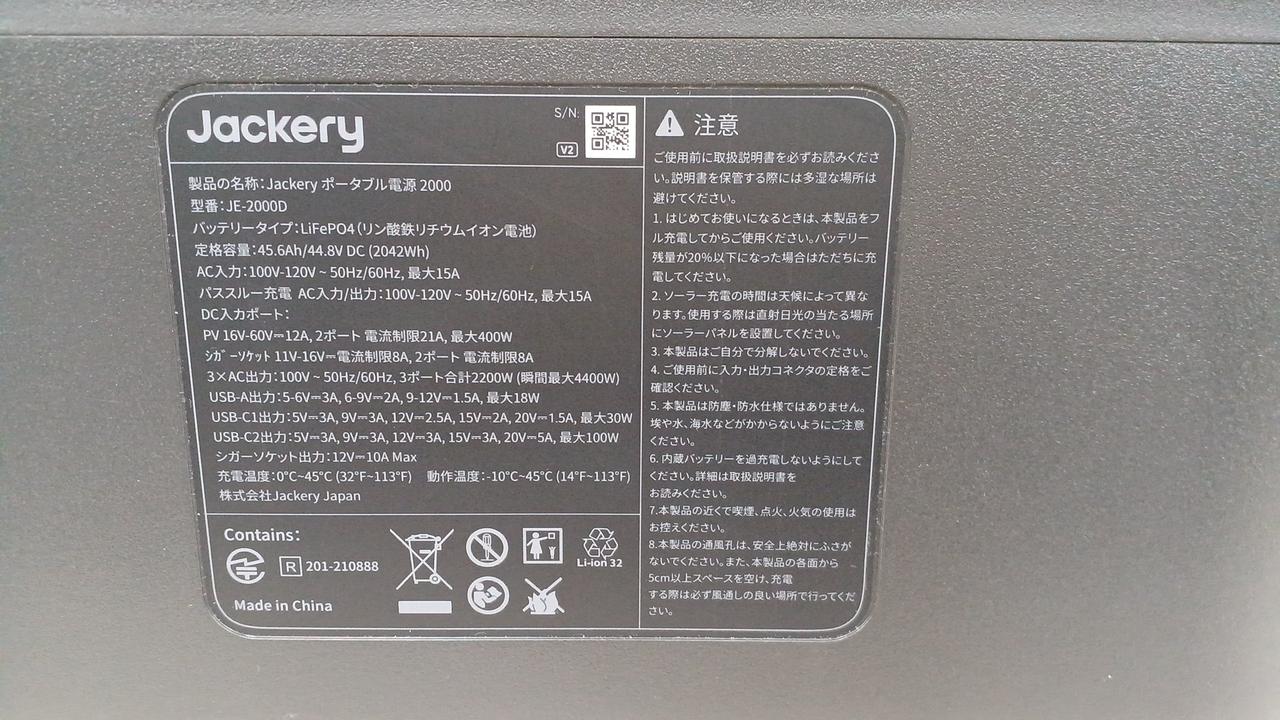 Jackery
S/N:
V2
製品の名称：Jackery ポータブル電源 2000
型番：JE-2000D
バッテリータイプ：LiFePO4（リン酸鉄リチウムイオン電池）
定格容量：45.6Ah/44.8V DC (2042Wh)
AC入力：100V-120V ~ 50Hz/60Hz, 最大15A
パススルー充電 AC入力/出力：100V-120V ~ 50Hz/60Hz, 最大15A
DC入力ポート：
PV 16V-60V⎓12A, 2ポート 電流制限21A, 最大400W
ｼｶﾞｰｿｹｯﾄ 11V-16V⎓電流制限8A, 2ポート 電流制限8A
3×AC出力：100V ~ 50Hz/60Hz, 3ポート合計2200W (瞬間最大4400W)
USB-A出力：5-6V⎓3A, 6-9V⎓2A, 9-12V⎓1.5A, 最大18W
USB-C1出力：5V⎓3A, 9V⎓3A, 12V⎓2.5A, 15V⎓2A, 20V⎓1.5A, 最大30W
USB-C2出力：5V⎓3A, 9V⎓3A, 12V⎓3A, 15V⎓3A, 20V⎓5A, 最大100W
シガーソケット出力：12V⎓10A Max
充電温度：0°C~45°C (32°F~113°F) 動作温度：-10°C~45°C (14°F~113°F)
株式会社Jackery Japan
Contains：
R 201-210888
Li-ion 32
Made in China
注意
ご使用前に取扱説明書を必ずお読みくださ
い。説明書を保管する際には多湿な場所は
避けてください。
1. はじめてお使いになるときは、本製品をフ
ル充電してからご使用ください。バッテリー
残量が20%以下になった場合はただちに充
電してください。
2. ソーラー充電の時間は天候によって異な
ります。使用する際は直射日光の当たる場所
にソーラーパネルを設置してください。
3. 本製品はご自分で分解しないでください。
4. ご使用前に入力・出力コネクタの定格をご
確認ください。
5. 本製品は防塵・防水仕様ではありません。
埃や水、海水などがかからないようにご注意
ください。
6. 内蔵バッテリーを過充電しないようにして
ください。詳細は取扱説明書を
お読みください。
7.本製品の近くで喫煙、点火、火気の使用は
お控えください。
8.本製品の通風孔は、安全上絶対にふさが
ないでください。また、本製品の各面から
5cm以上スペースを空け、充電
する際は必ず風通しの良い場所で行ってくだ
さい。